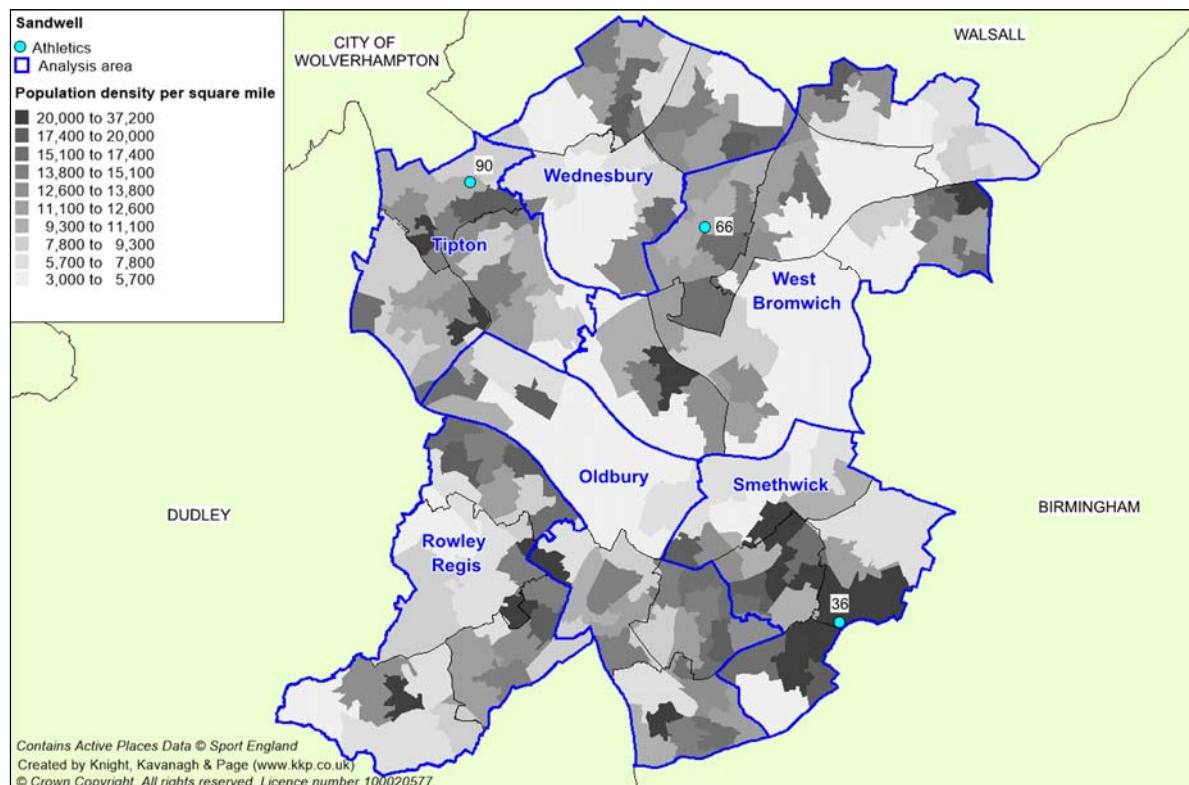 Sandwell
Athletics
Analysis area
Population density per square mile
20,000 to 37,200
17,400 to 20,000
15,100 to 17,400
13,800 to 15,100
12,600 to 13,800
11,100 to 12,600
9,300 to 11,100
7,800 to 9,300
5,700 to 7,800
3,000 to 5,700
CITY OF
WOLVERHAMPTON
WALSALL
90
Wednesbury
66
Tipton
West
Bromwich
Oldbury
Smethwick
DUDLEY
BIRMINGHAM
Rowley
Regis
36
Contains Active Places Data © Sport England
Created by Knight, Kavanagh & Page (www.kkp.co.uk)
© Crown Copyright. All rights reserved. Licence number 100020577